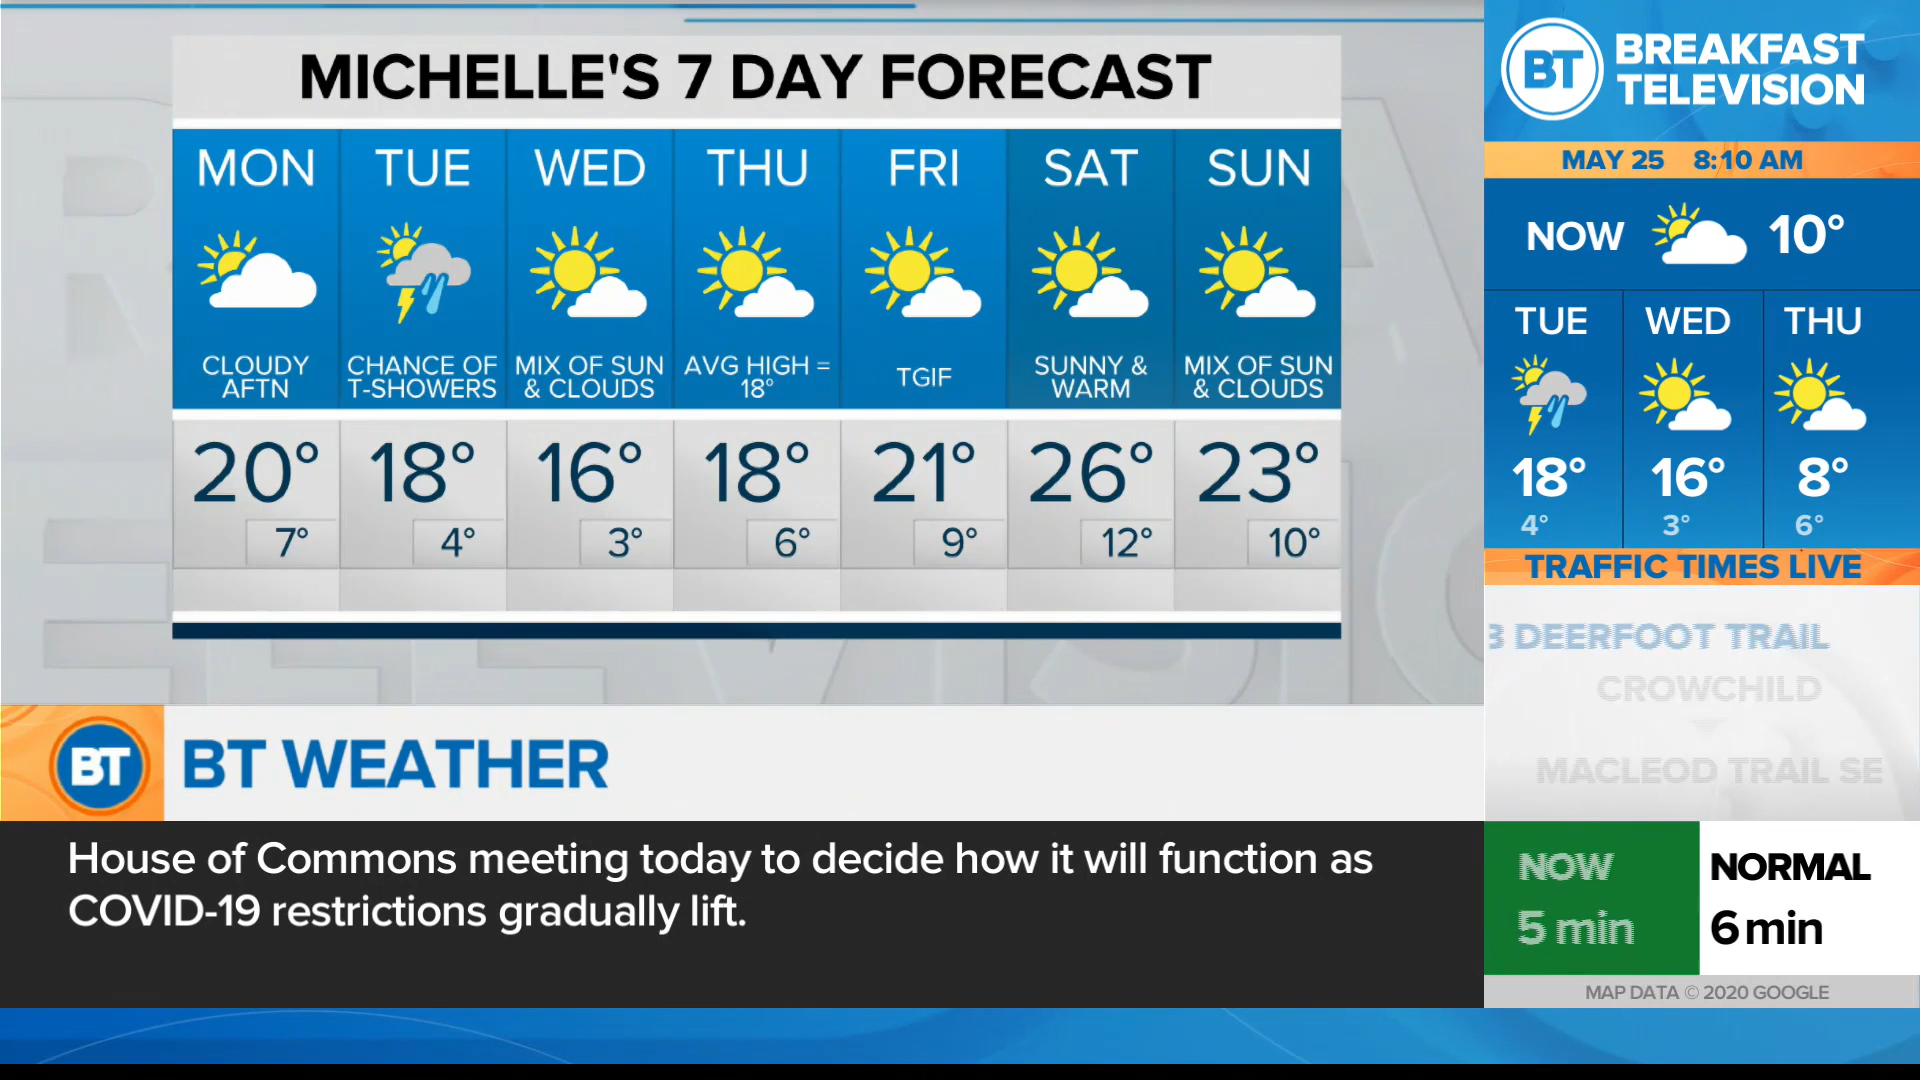 MICHELLE'S 7 DAY FORECAST
MON TUE WED THU FRI SAT SUN
CLOUDY AFTN
CHANCE OF T-SHOWERS
MIX OF SUN & CLOUDS
AVG HIGH = 18°
TGIF
SUNNY & WARM
MIX OF SUN & CLOUDS
20° 18° 16° 18° 21° 26° 23°
7° 4° 3° 6° 9° 12° 10°
BT BT WEATHER
House of Commons meeting today to decide how it will function as
COVID-19 restrictions gradually lift.
BT BREAKFAST
TELEVISION
MAY 25 8:10 AM
NOW 10°
TUE WED THU
18° 16° 8°
4° 3° 6°
TRAFFIC TIMES LIVE
DEERFOOT TRAIL
CROWCHILD
MACLEOD TRAIL SE
NOW NORMAL
5 min 6 min
MAP DATA © 2020 GOOGLE